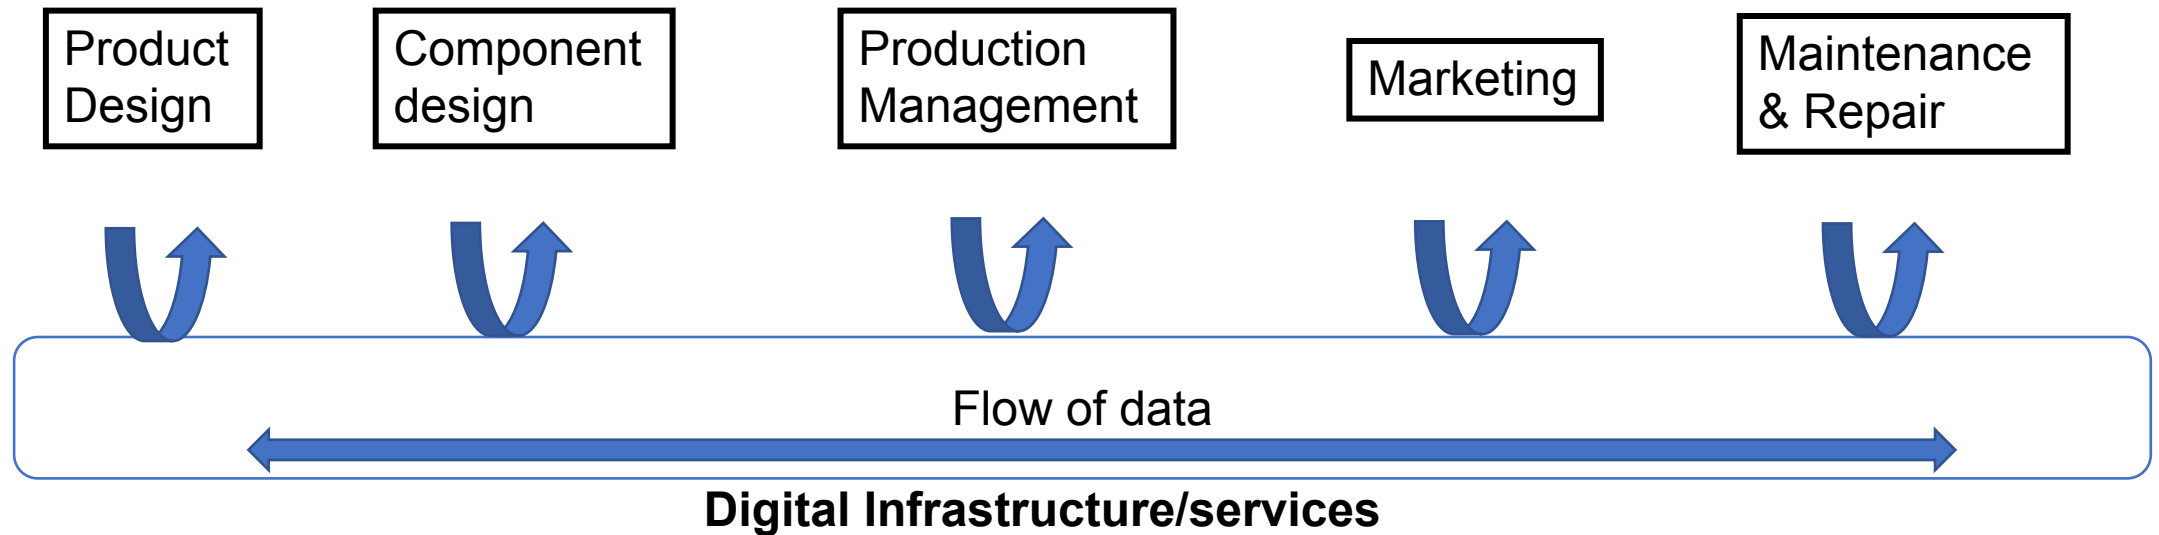 Product
Design
Component
design
Production
Management
Marketing
Maintenance
& Repair
Flow of data
Digital Infrastructure/services